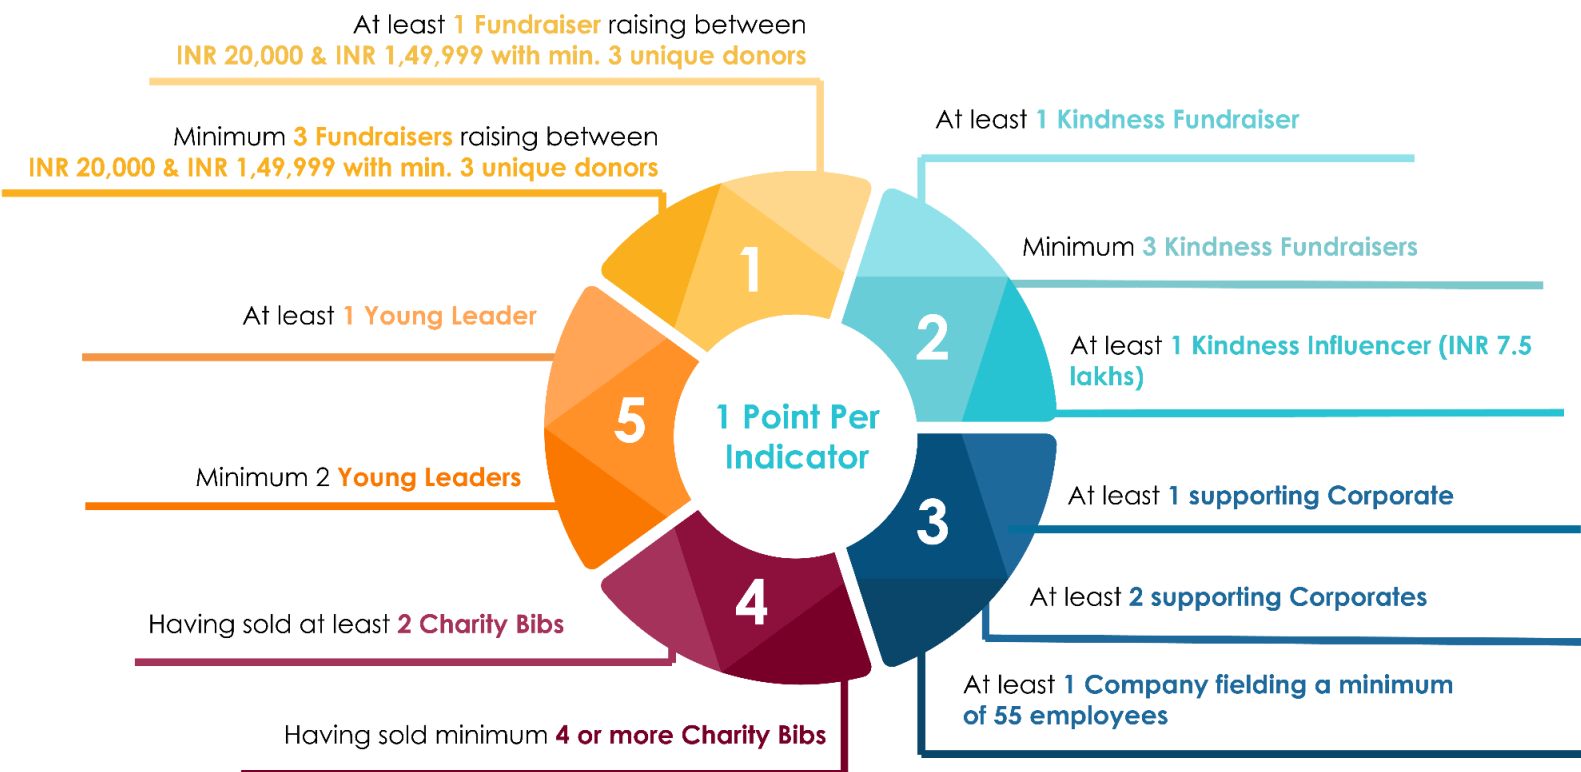 At least 1 Fundraiser raising between
INR 20,000 & INR 1,49,999 with min. 3 unique donors
Minimum 3 Fundraisers raising between
INR 20,000 & INR 1,49,999 with min. 3 unique donors
At least 1 Kindness Fundraiser
Minimum 3 Kindness Fundraisers
At least 1 Kindness Influencer (INR 7.5
lakhs)
At least 1 supporting Corporate
At least 2 supporting Corporates
At least 1 Company fielding a minimum
of 55 employees
Having sold minimum 4 or more Charity Bibs
Having sold at least 2 Charity Bibs
Minimum 2 Young Leaders
At least 1 Young Leader
1
2
3
4
5
1 Point Per
Indicator